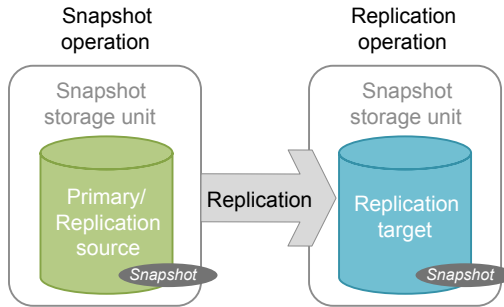 Snapshot
operation
Replication
operation
Snapshot
storage unit
Primary/
Replication
source
Snapshot
Replication
Snapshot
storage unit
Replication
target
Snapshot